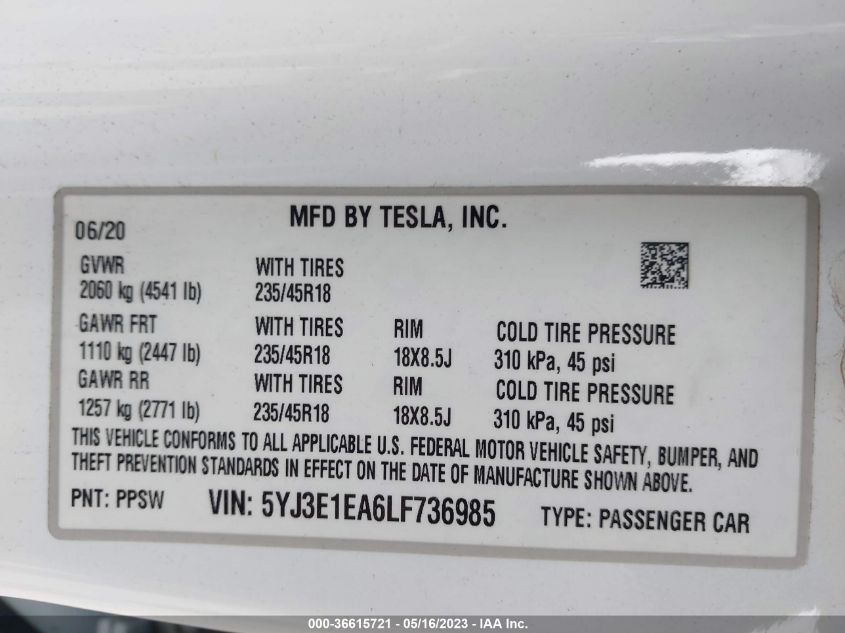 MFD BY TESLA, INC.
06/20
GVWR WITH TIRES
2060 kg (4541 lb) 235/45R18
GAWR FRT WITH TIRES RIM COLD TIRE PRESSURE
1110 kg (2447 lb) 235/45R18 18X8.5J 310 kPa, 45 psi
GAWR RR WITH TIRES RIM COLD TIRE PRESSURE
1257 kg (2771 lb) 235/45R18 18X8.5J 310 kPa, 45 psi
THIS VEHICLE CONFORMS TO ALL APPLICABLE U.S. FEDERAL MOTOR VEHICLE SAFETY, BUMPER, AND
THEFT PREVENTION STANDARDS IN EFFECT ON THE DATE OF MANUFACTURE SHOWN ABOVE.
PNT: PPSW VIN: 5YJ3E1EA6LF736985 TYPE: PASSENGER CAR
000-36615721 - 05/16/2023 - IAA Inc.